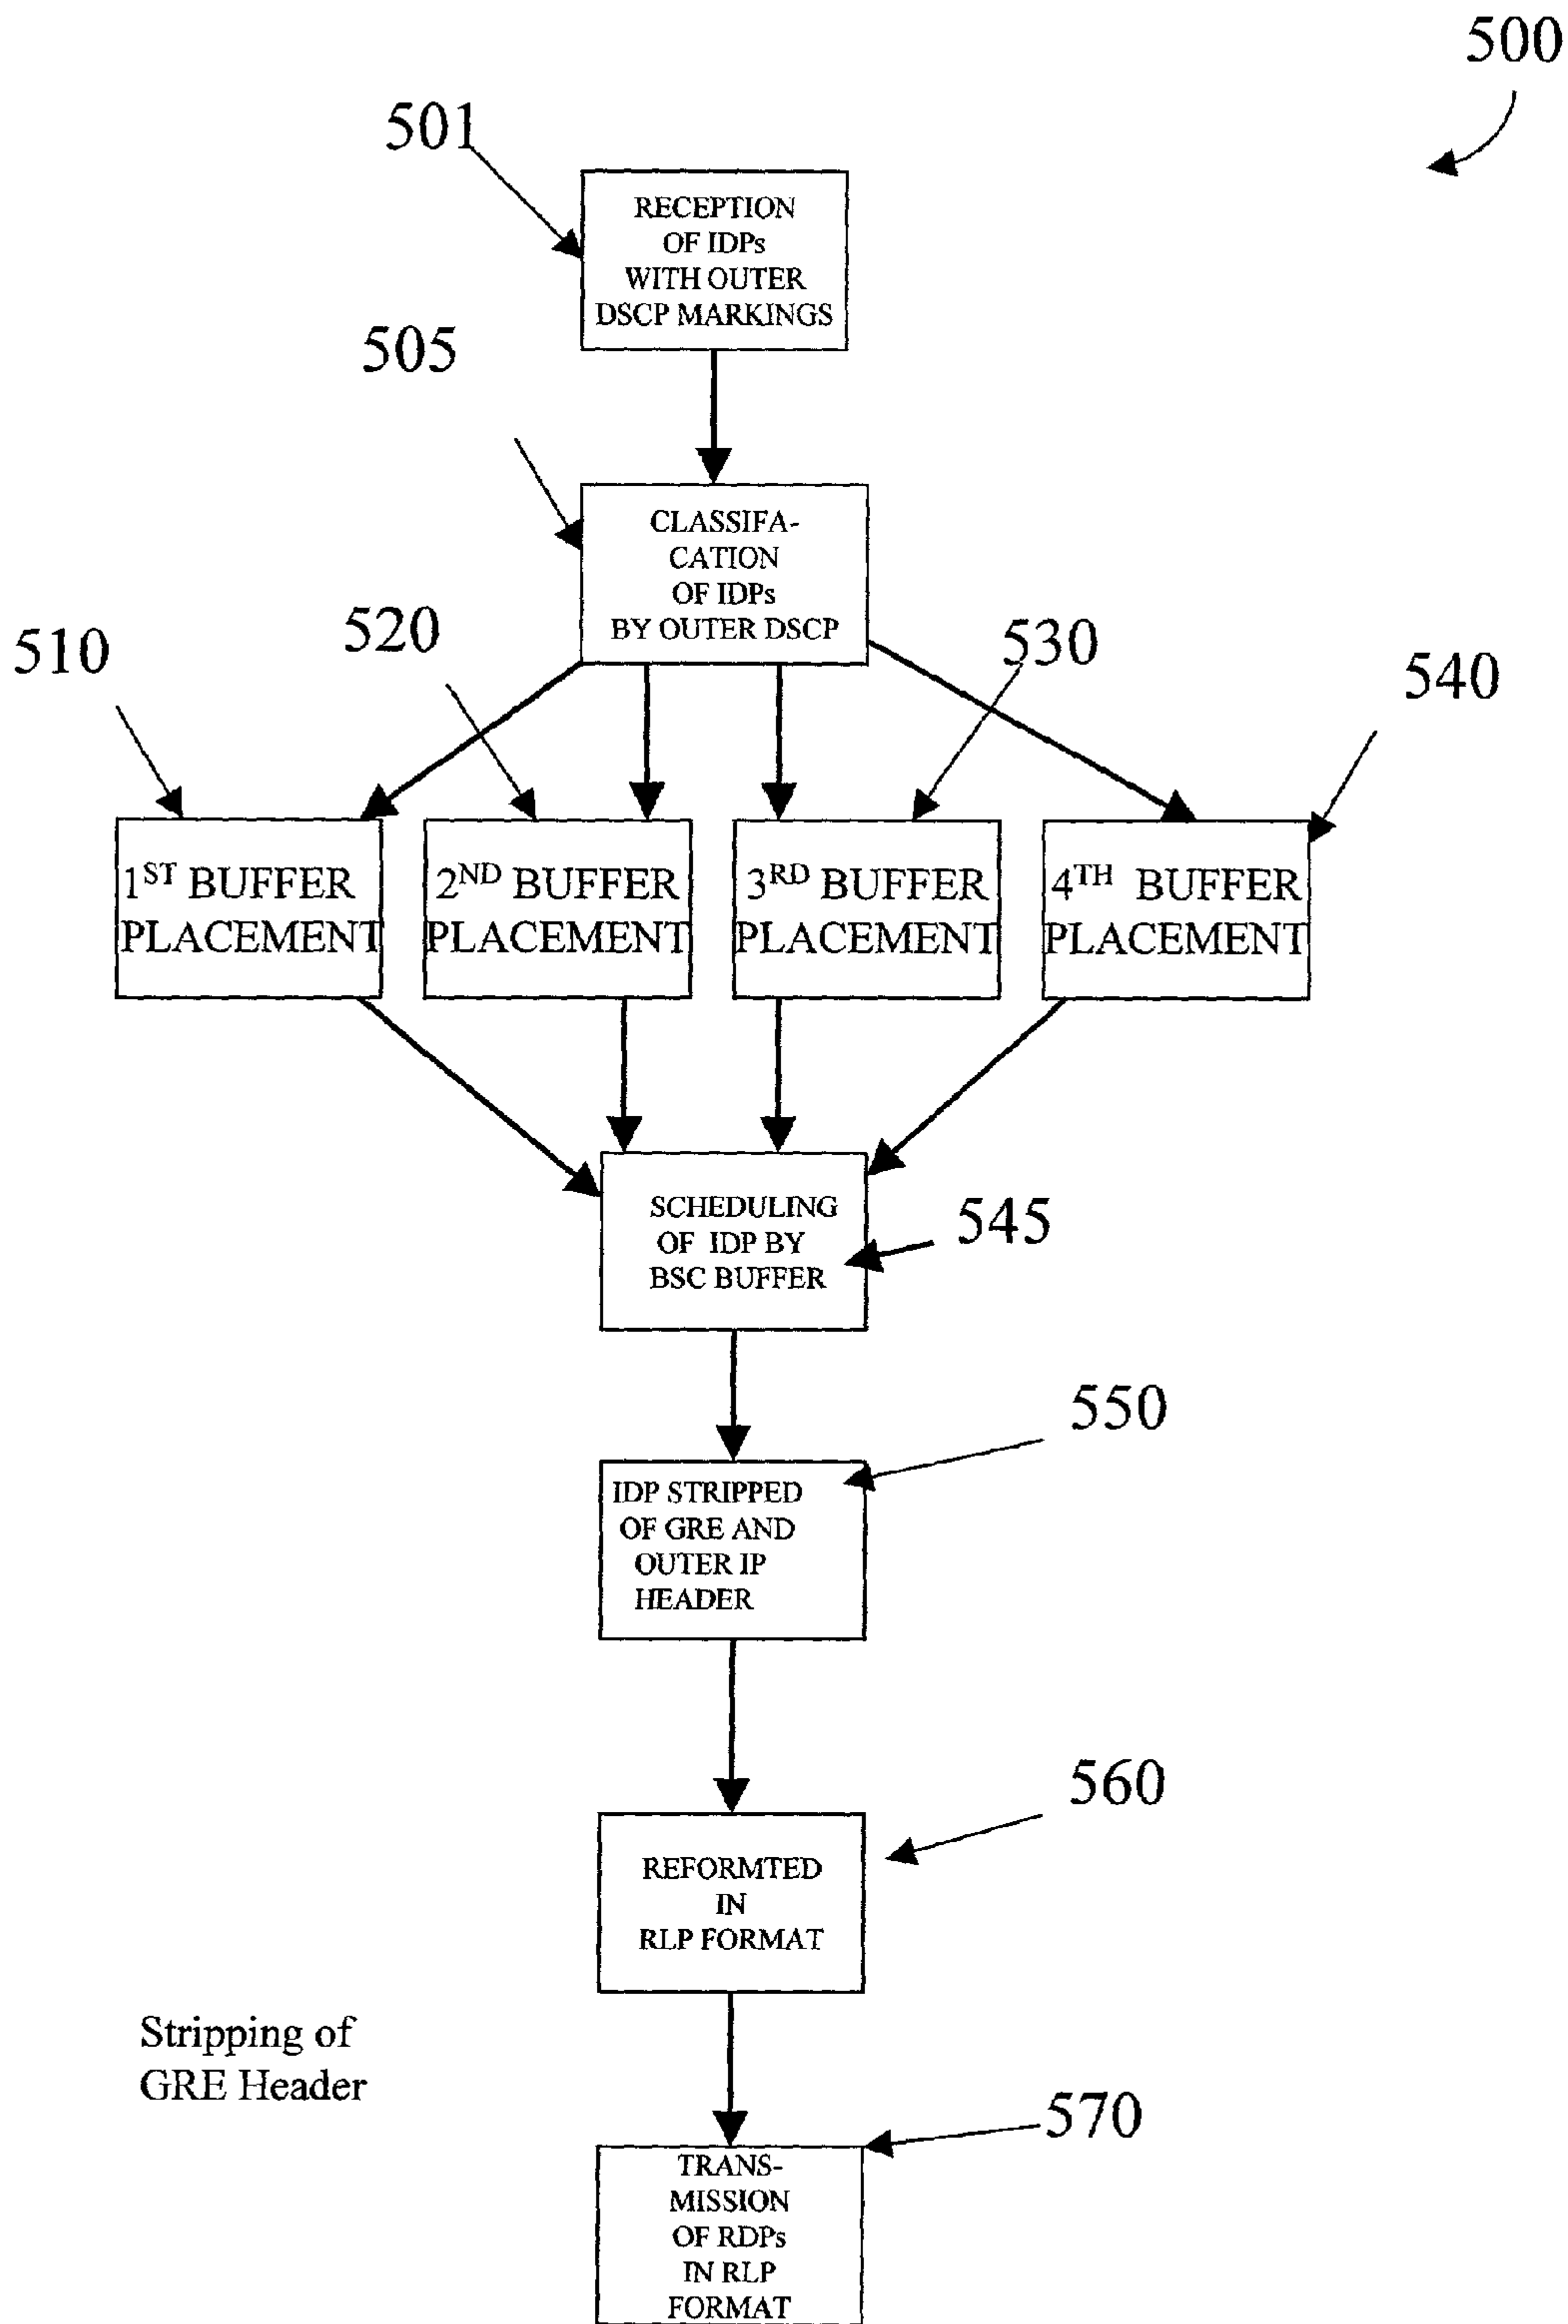 500
501
RECEPTION
OF IDPs
WITH OUTER
DSCP MARKINGS
505
CLASSIFA-
CATION
OF IDPs
BY OUTER DSCP
510
520
530
540
1ST BUFFER
PLACEMENT
2ND BUFFER
PLACEMENT
3RD BUFFER
PLACEMENT
4TH BUFFER
PLACEMENT
SCHEDULING
OF IDP BY
BSC BUFFER
545
550
IDP STRIPPED
OF GRE AND
OUTER IP
HEADER
560
REFORMTED
IN
RLP FORMAT
Stripping of
GRE Header
570
TRANS-
MISSION
OF RDPs
IN RLP
FORMAT